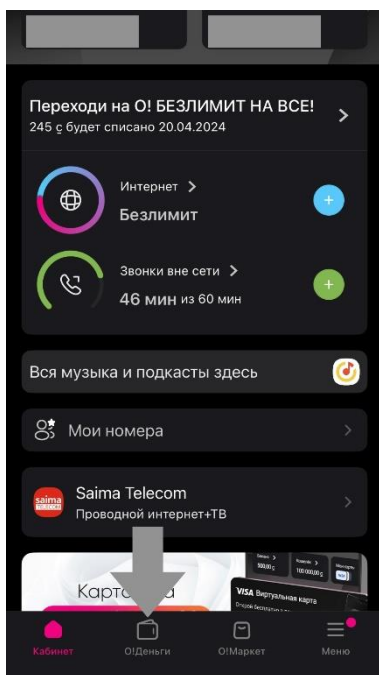 Переходи на О! БЕЗЛИМИТ НА ВСЕ!
245 с будет списано 20.04.2024
Интернет
Безлимит
Звонки вне сети
46 мин из 60 мин
Вся музыка и подкасты здесь
Мои номера
saima
TELECOM
Saima Telecom
Проводной интернет+ТВ
VISA Виртуальная карта
Кабинет
О!Деньги
О!Маркет
Меню